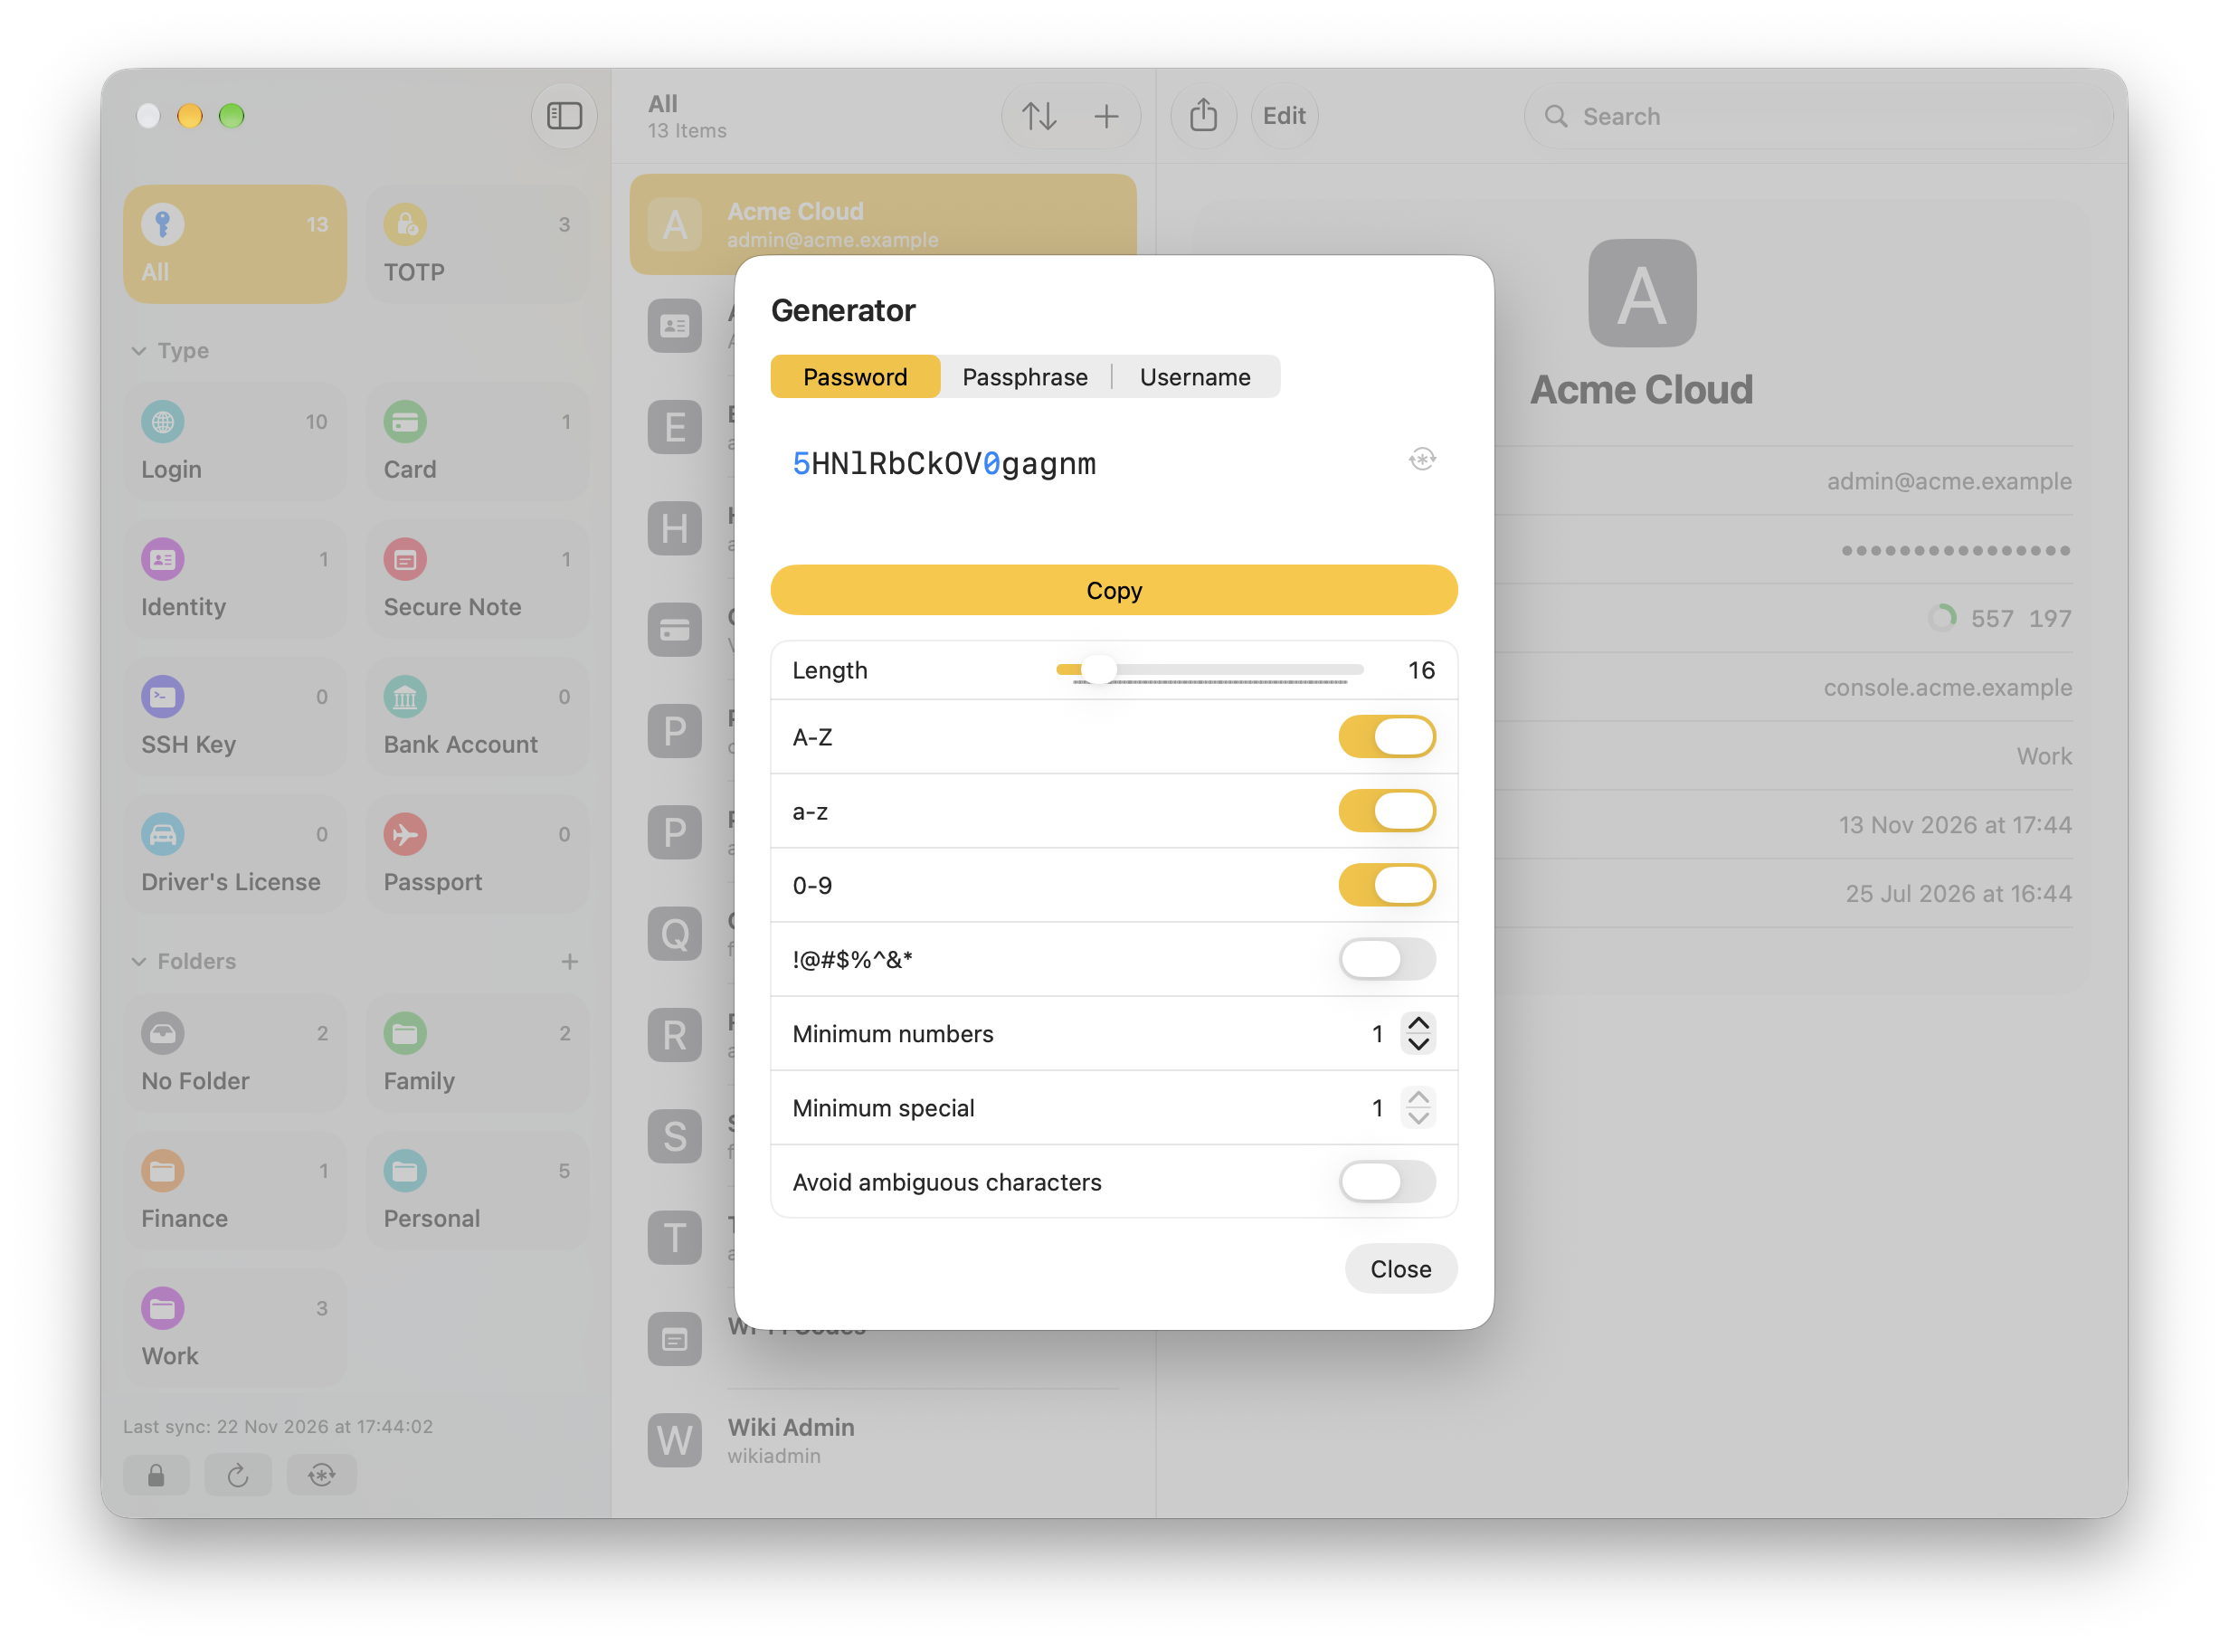 All
13 Items
Edit
Search
13
All
3
TOTP
Type
10
Login
1
Card
1
Identity
1
Secure Note
0
SSH Key
0
Bank Account
0
Driver's License
0
Passport
Folders
2
No Folder
2
Family
1
Finance
5
Personal
3
Work
Last sync: 22 Nov 2026 at 17:44:02
A
Acme Cloud
admin@acme.example
E
H
P
P
Q
R
S
T
W
Wiki Admin
wikiadmin
Generator
Password
Passphrase
Username
5HNlRbCkOV0gagnm
Copy
Length
16
A-Z
a-z
0-9
!@#$%^&*
Minimum numbers
1
Minimum special
1
Avoid ambiguous characters
Close
A
Acme Cloud
admin@acme.example
557 197
console.acme.example
Work
13 Nov 2026 at 17:44
25 Jul 2026 at 16:44